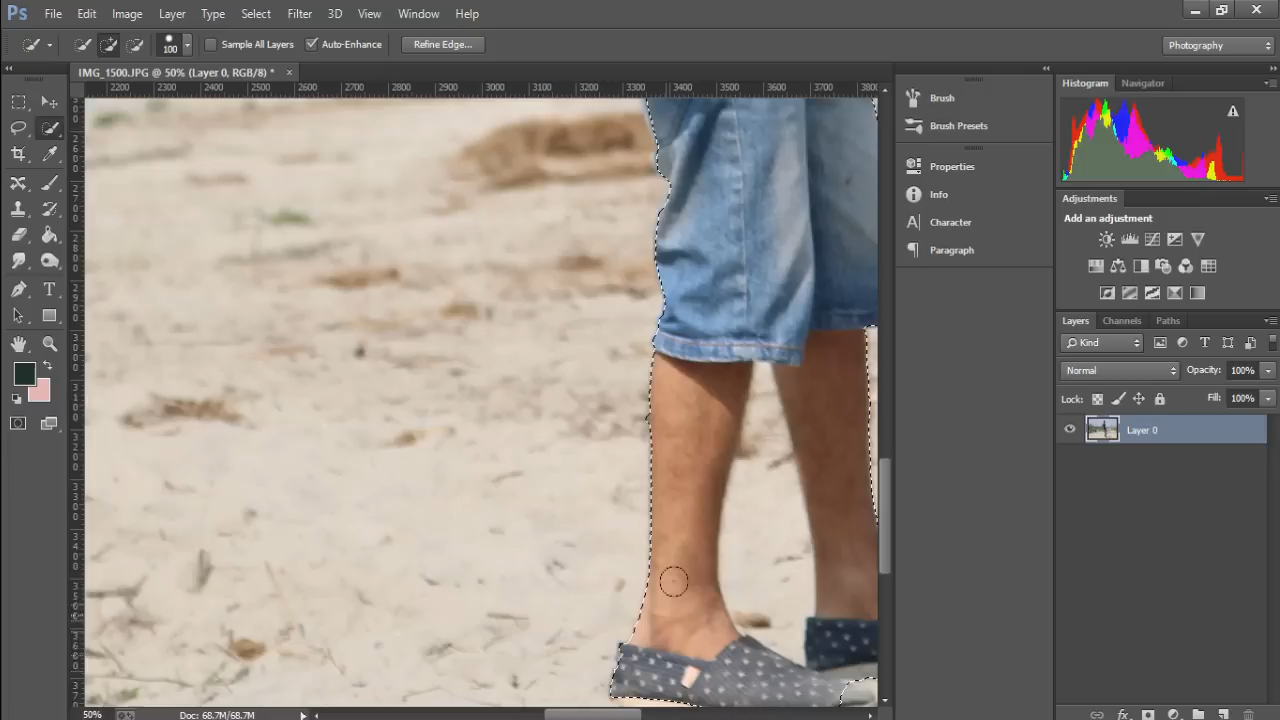 Ps File Edit Image Layer Type Select Filter 3D View Window Help
100 Sample All Layers Auto-Enhance Refine Edge... Photography
IMG_1500.JPG @ 50% (Layer 0, RGB/8) * ×
2200 2300 2400 2500 2600 2700 2800 2900 3000 3100 3200 3300 3400 3500 3600 3700 3800
Histogram Navigator
Brush
Brush Presets
Properties
Info
Character
Paragraph
Adjustments
Add an adjustment
Layers Channels Paths
Kind
Normal Opacity: 100%
Lock: Fill: 100%
Layer 0
50% Doc: 68.7M/68.7M